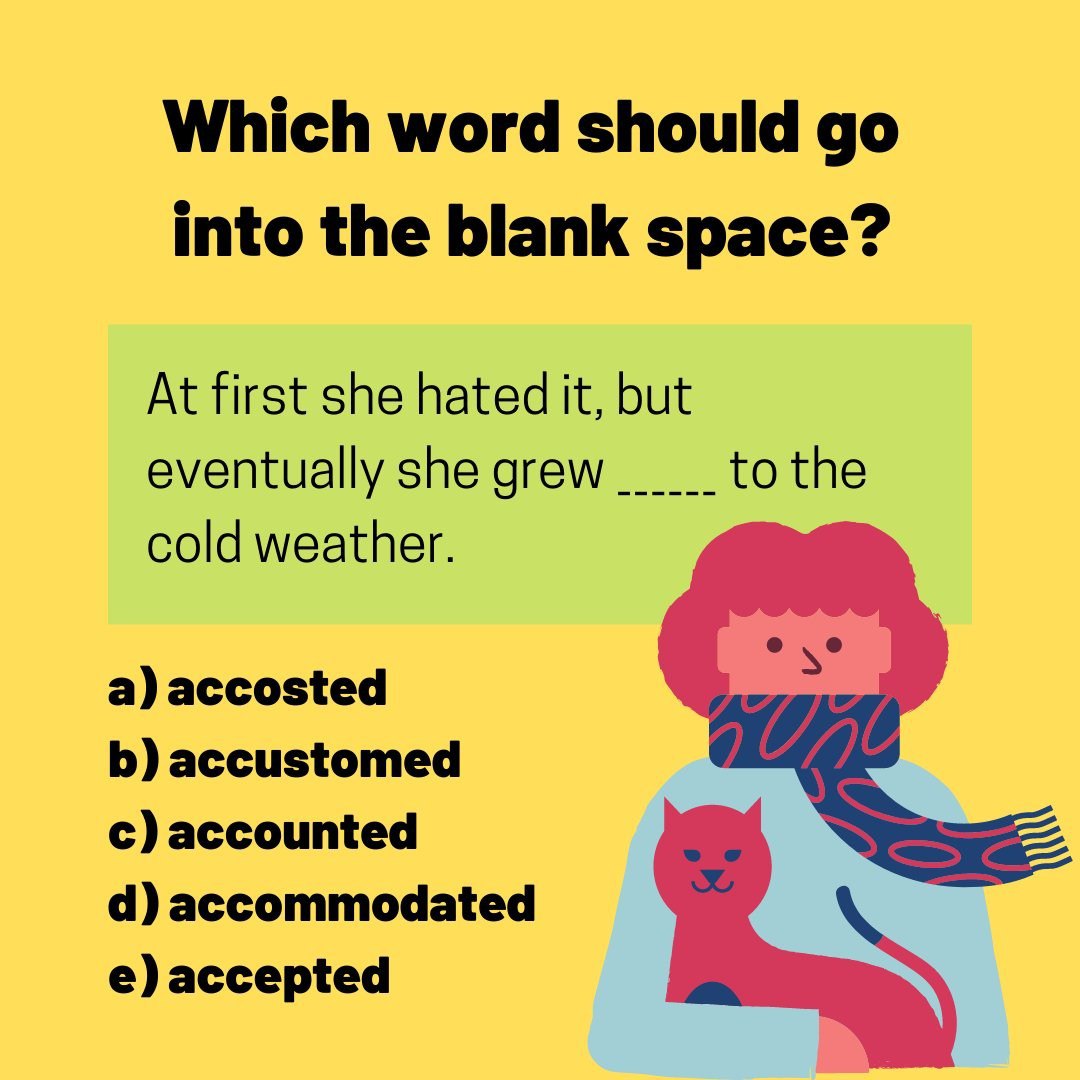 Which word should go
into the blank space?
At first she hated it, but
eventually she grew ______ to the
cold weather.
a) accosted
b) accustomed
c) accounted
d) accommodated
e) accepted